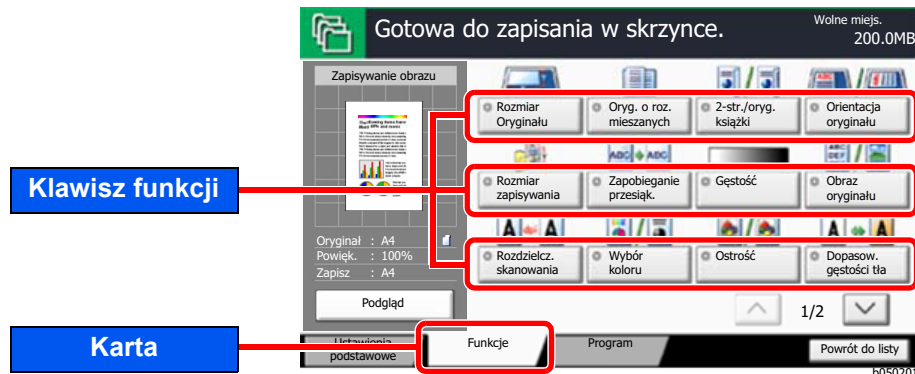 Gotowa do zapisania w skrzynce.
Wolne miejs.
200.0MB
Zapisywanie obrazu
Rozmiar
Oryginału
Oryg. o roz.
mieszanych
2-str./oryg.
książki
Orientacja
oryginału
Klawisz funkcji
Rozmiar
zapisywania
Zapobieganie
przesiąk.
Gęstość
Obraz
oryginału
Rozdzielcz.
skanowania
Wybór
koloru
Ostrość
Dopasow.
gęstości tła
Oryginał : A4
Powięk. : 100%
Zapisz : A4
Podgląd
1/2
Karta
Ustawienia
podstawowe
Funkcje
Program
Powrót do listy
b050201